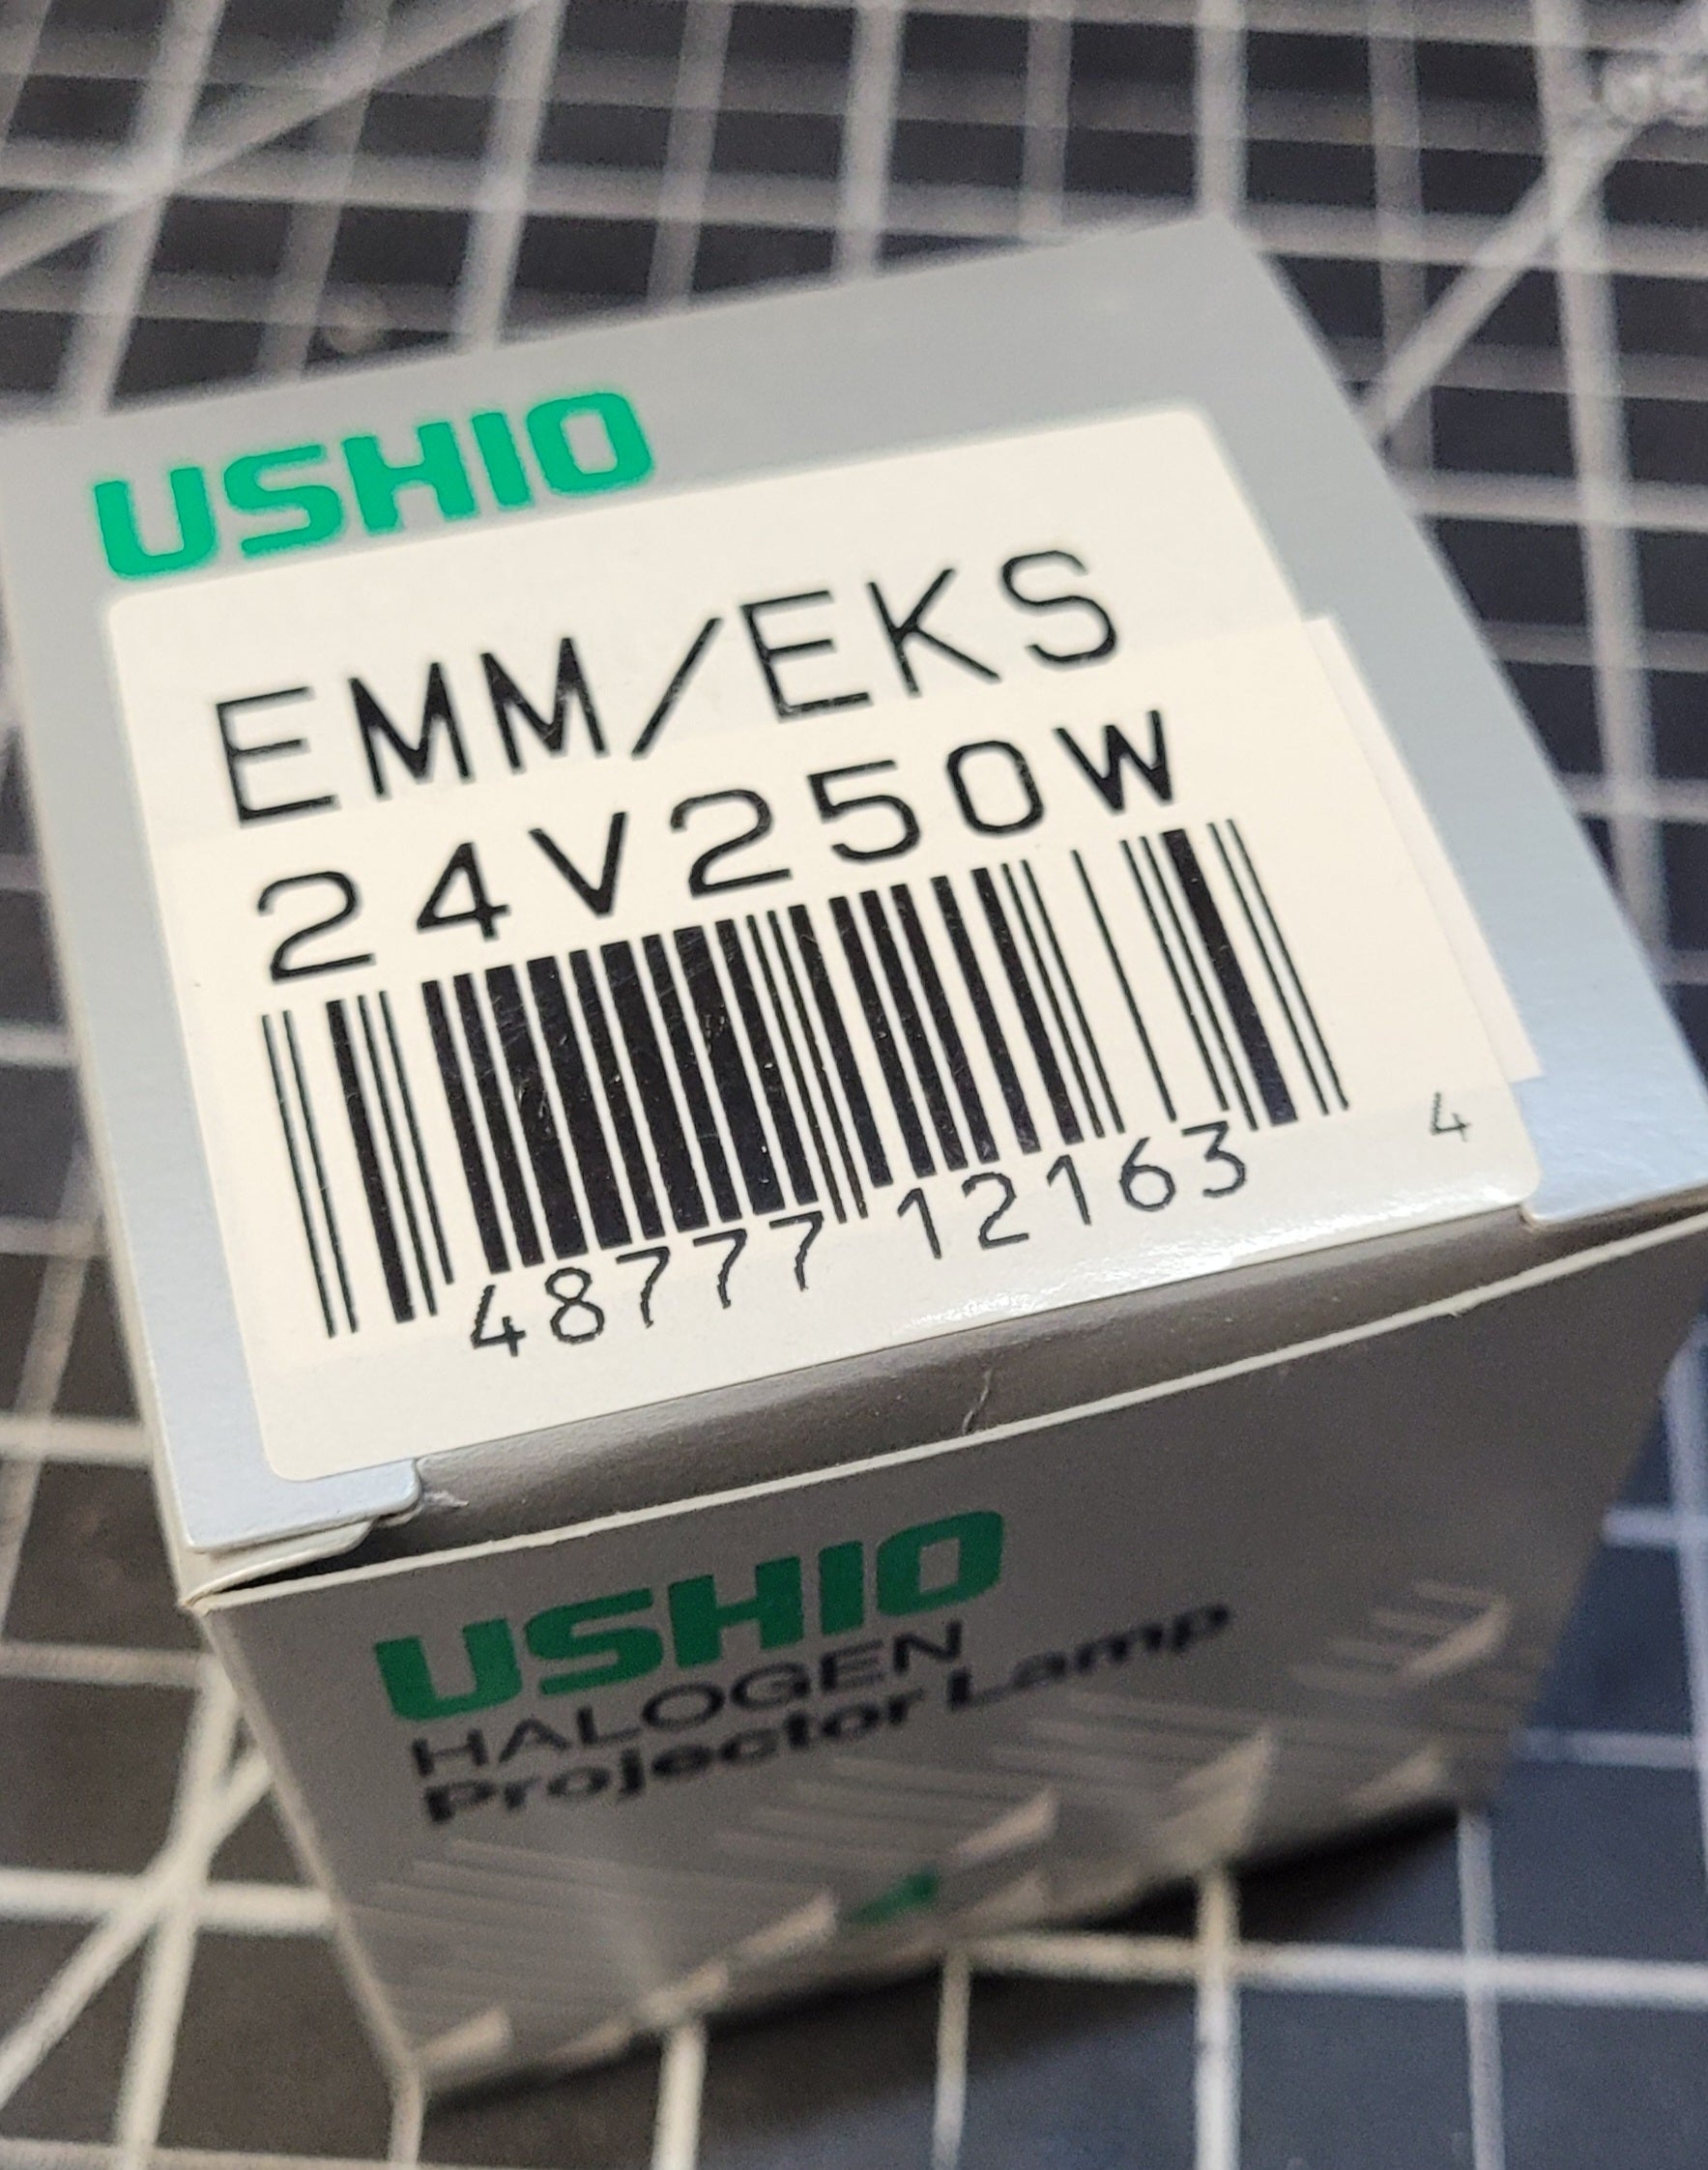 USHIO
EMM/EKS
24V250W
48777 12163 4
USHIO
HALOGEN
Projector Lamp